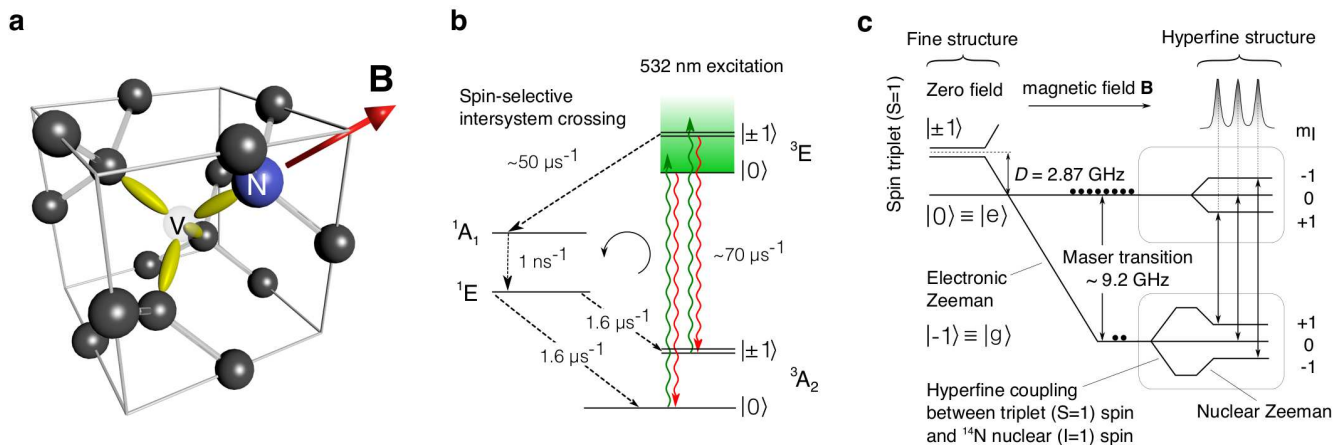 a
B
N
V
b
532 nm excitation
Spin-selective
intersystem crossing
|±1⟩
³E
|0⟩
~50 µs⁻¹
¹A₁
1 ns⁻¹
~70 µs⁻¹
¹E
1.6 µs⁻¹
1.6 µs⁻¹
|±1⟩
³A₂
|0⟩
c
Fine structure
Hyperfine structure
Zero field
magnetic field B
Spin triplet (S=1)
|±1⟩
D = 2.87 GHz
|0⟩ ≡ |e⟩
mI
-1
0
+1
Maser transition
~ 9.2 GHz
Electronic
Zeeman
|-1⟩ ≡ |g⟩
+1
0
-1
Hyperfine coupling
between triplet (S=1) spin
and ¹⁴N nuclear (I=1) spin
Nuclear Zeeman